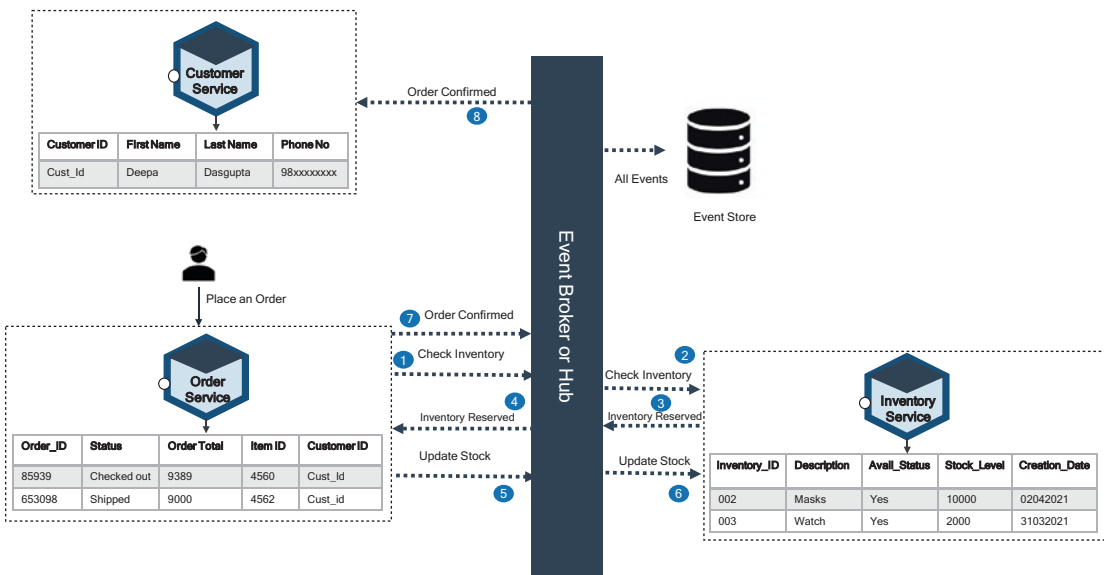 Customer
Service
CustomerID First Name Last Name Phone No
Cust_Id Deepa Dasgupta 98xxxxxxxx
Order Confirmed
8
All Events
Event Store
Event Broker or Hub
Place an Order
7 Order Confirmed
1 Check Inventory
4
Inventory Reserved
Update Stock
5
2
Check Inventory
3
Inventory Reserved
Update Stock
6
Order
Service
Order_ID Status Order Total Item ID Customer ID
85939 Checked out 9389 4560 Cust_Id
653098 Shipped 9000 4562 Cust_id
Inventory
Service
Inventory_ID Description Avail_Status Stock_Level Creation_Date
002 Masks Yes 10000 02042021
003 Watch Yes 2000 31032021